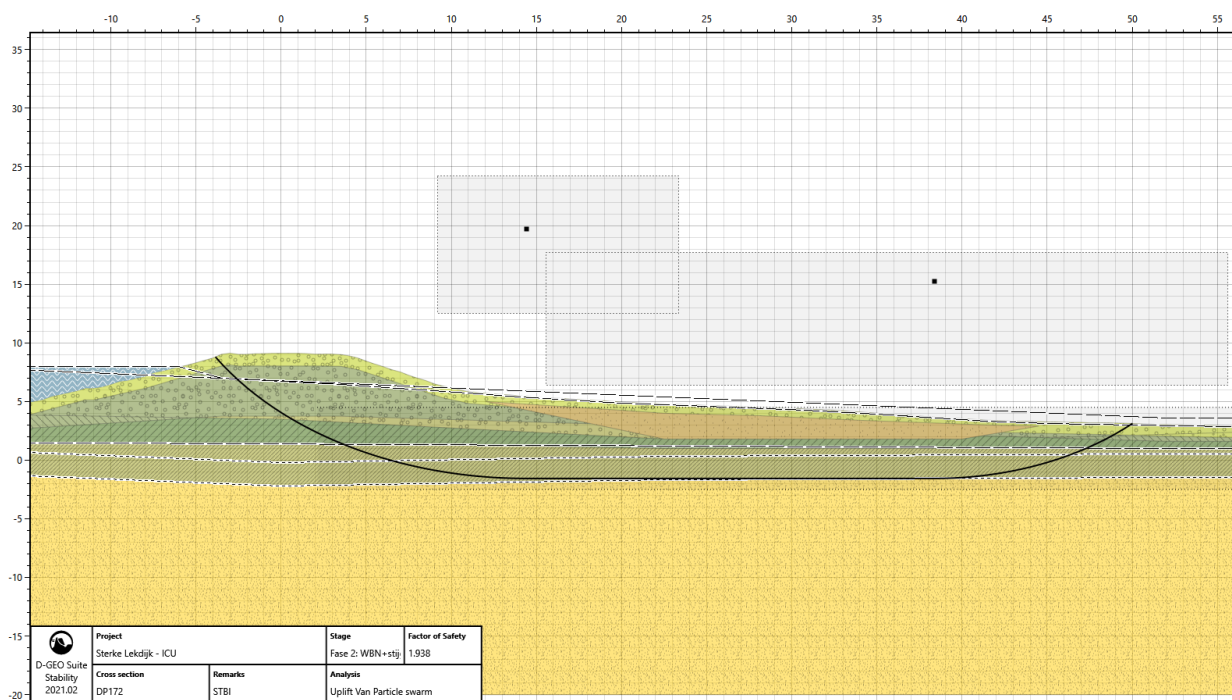 -10 -5 0 5 10 15 20 25 30 35 40 45 50 55
35
30
25
20
15
10
5
0
-5
-10
-15
-20
D-GEO Suite
Stability
2021.02
Project
Sterke Lekdijk - ICU
Stage
Fase 2: WBN+stij
Factor of Safety
1.938
Cross section
DP172
Remarks
STBI
Analysis
Uplift Van Particle swarm